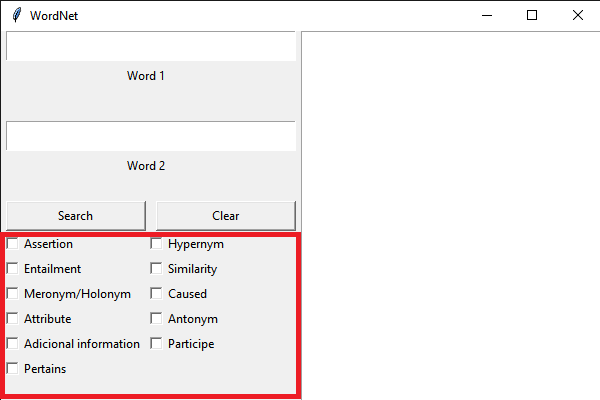 WordNet
Word 1
Word 2
Search Clear
Assertion Hypernym
Entailment Similarity
Meronym/Holonym Caused
Attribute Antonym
Adicional information Participe
Pertains